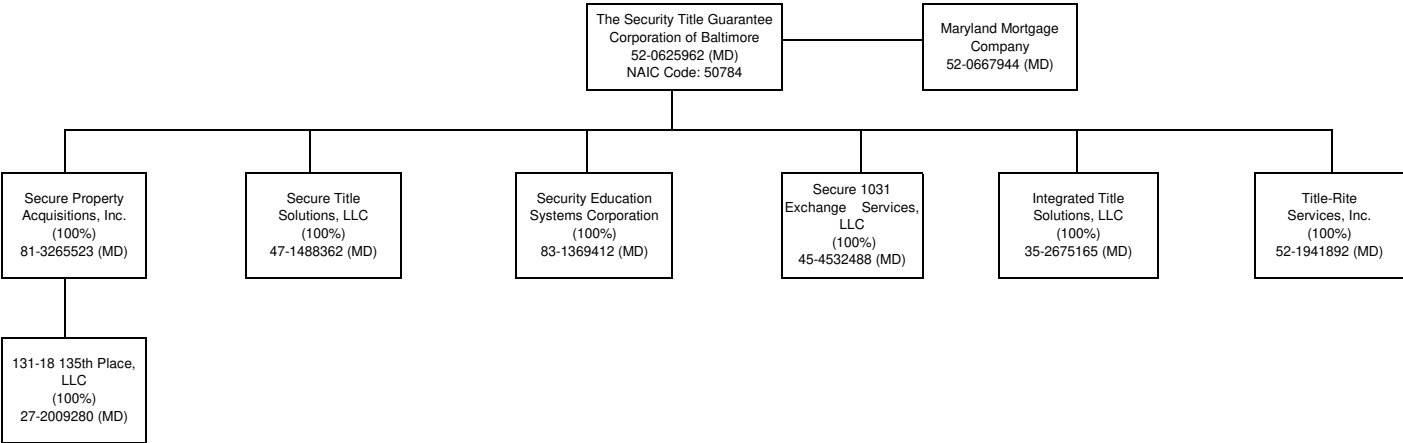 The Security Title Guarantee
Corporation of Baltimore
52-0625962 (MD)
NAIC Code: 50784
Maryland Mortgage
Company
52-0667944 (MD)
Secure Property
Acquisitions, Inc.
(100%)
81-3265523 (MD)
Secure Title
Solutions, LLC
(100%)
47-1488362 (MD)
Security Education
Systems Corporation
(100%)
83-1369412 (MD)
Secure 1031
Exchange Services,
LLC
(100%)
45-4532488 (MD)
Integrated Title
Solutions, LLC
(100%)
35-2675165 (MD)
Title-Rite
Services, Inc.
(100%)
52-1941892 (MD)
131-18 135th Place,
LLC
(100%)
27-2009280 (MD)